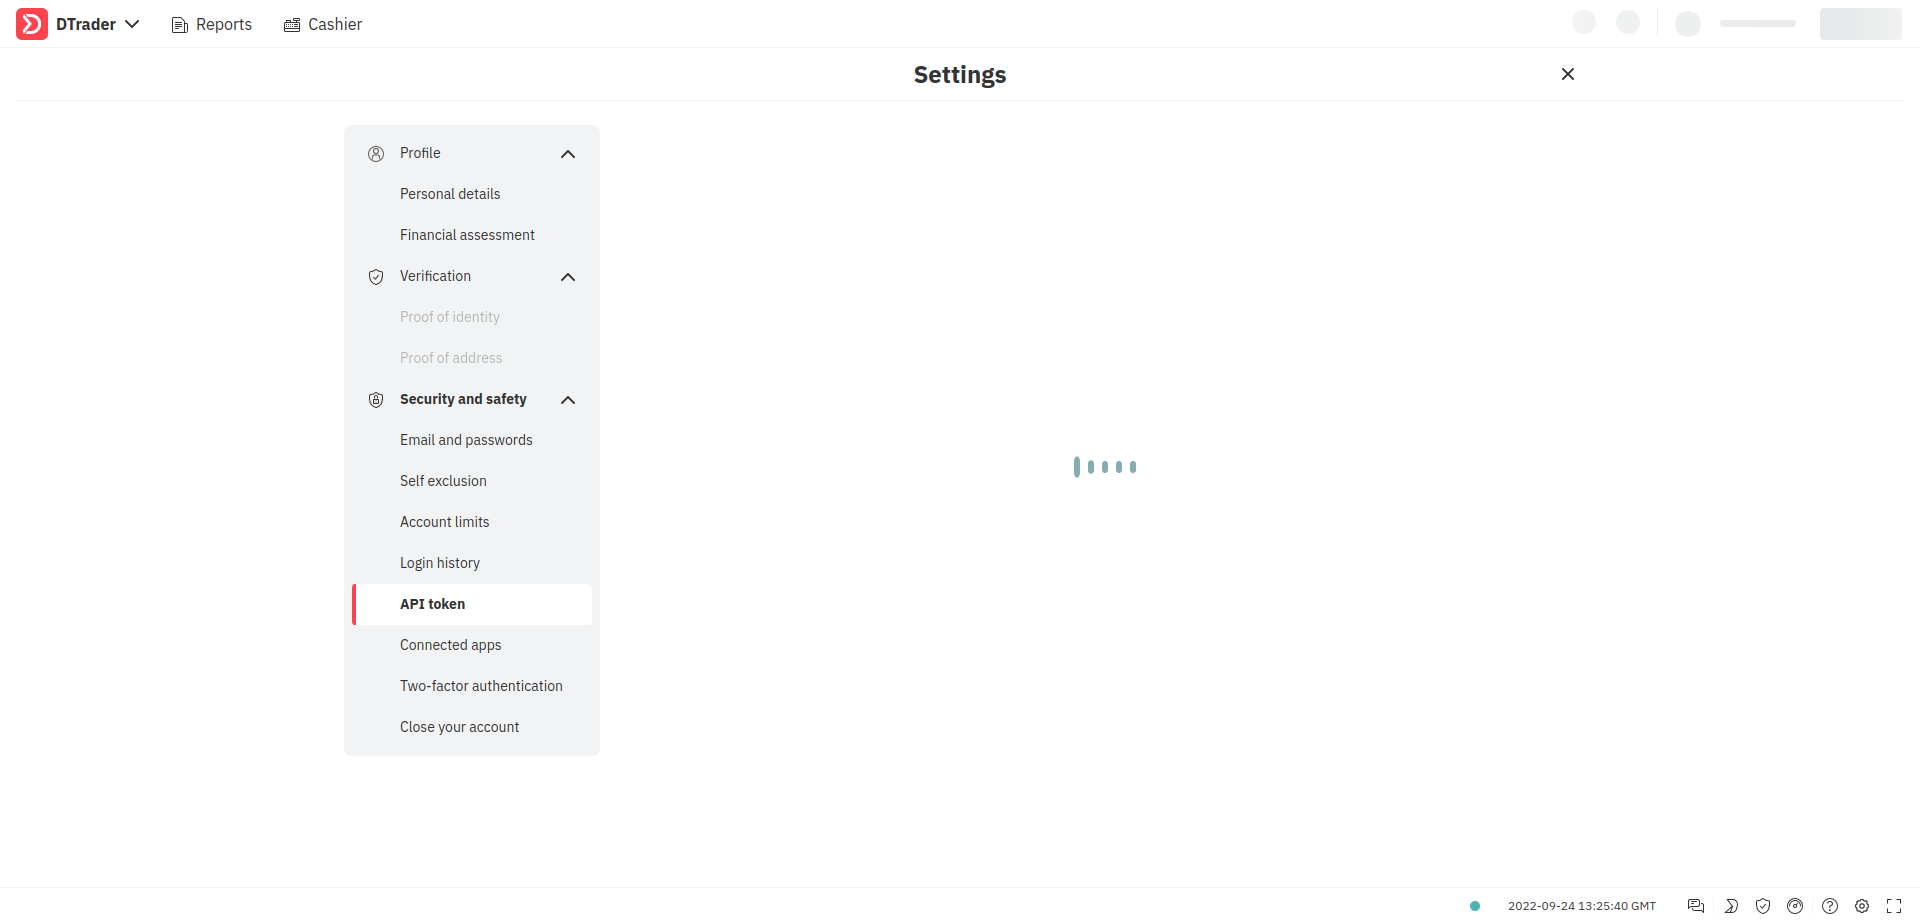 DTrader
Reports
Cashier
Settings
Profile
Personal details
Financial assessment
Verification
Proof of identity
Proof of address
Security and safety
Email and passwords
Self exclusion
Account limits
Login history
API token
Connected apps
Two-factor authentication
Close your account
2022-09-24 13:25:40 GMT